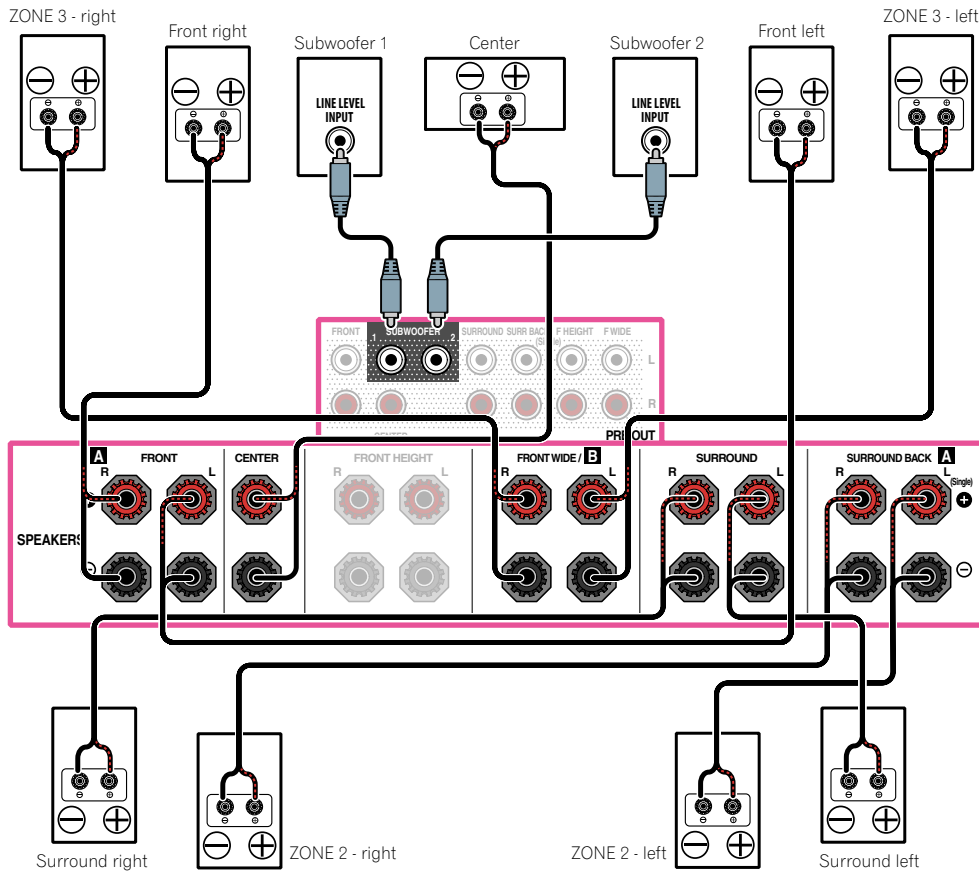 ZONE 3 - right
Front right
Subwoofer 1
Center
Subwoofer 2
Front left
ZONE 3 - left
LINE LEVEL
INPUT
LINE LEVEL
INPUT
FRONT
SUBWOOFER
1
2
SURROUND
SURR BACK
(Single)
F HEIGHT
F WIDE
L
R
CENTER
PRE OUT
SPEAKERS
A
FRONT
R
L
CENTER
FRONT HEIGHT
R
L
FRONT WIDE / B
R
L
SURROUND
R
L
SURROUND BACK A
R
L
(Single)
Surround right
ZONE 2 - right
ZONE 2 - left
Surround left